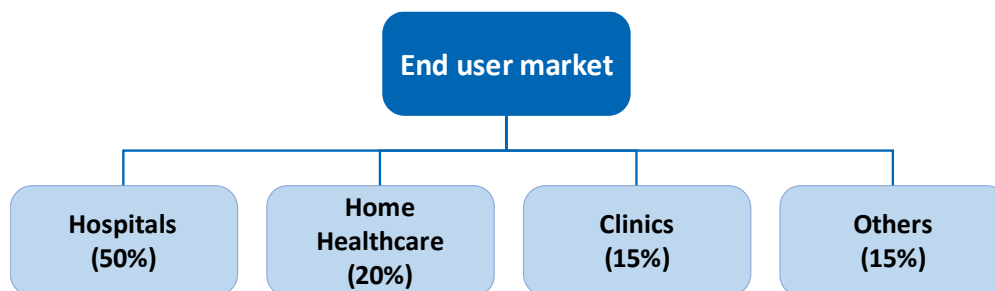 End user market
Hospitals
(50%)
Home
Healthcare
(20%)
Clinics
(15%)
Others
(15%)